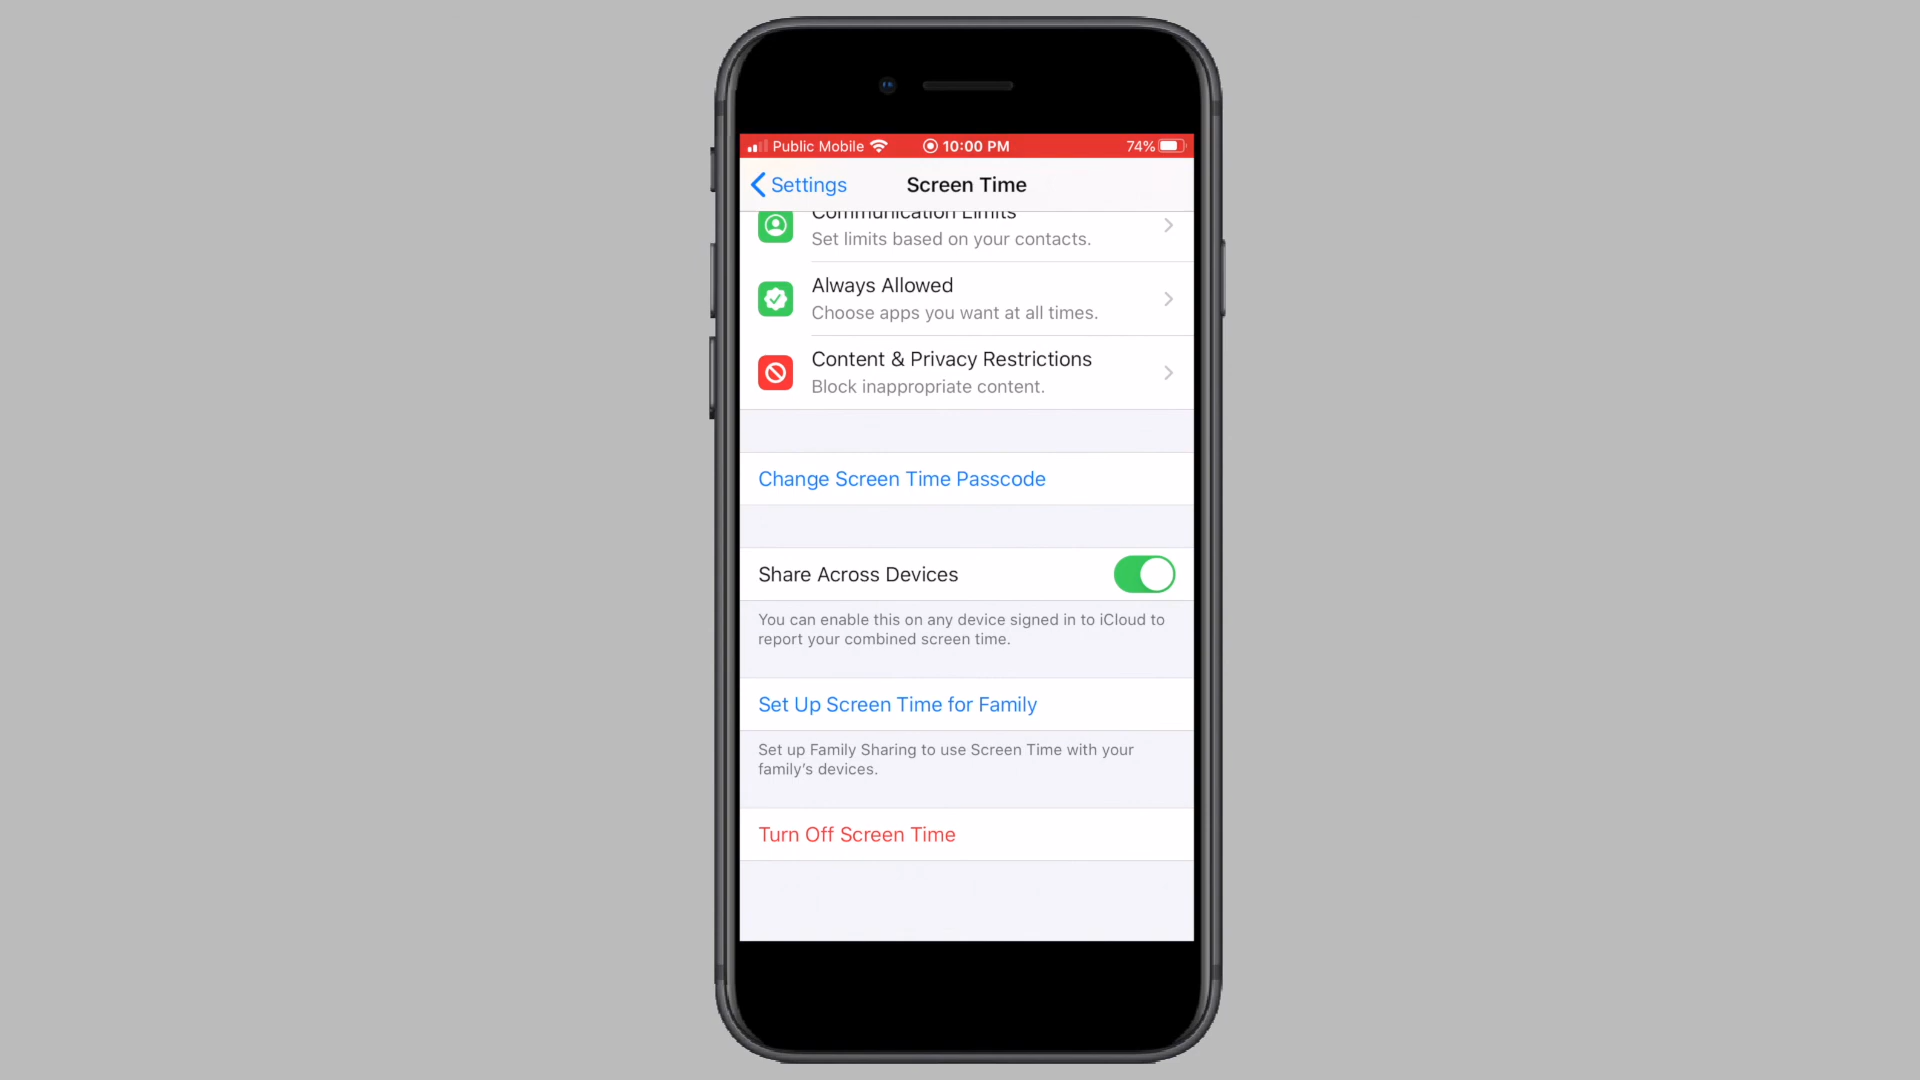 Public Mobile 10:00 PM 74%
Settings Screen Time
Communication Limits
Set limits based on your contacts.
Always Allowed
Choose apps you want at all times.
Content & Privacy Restrictions
Block inappropriate content.
Change Screen Time Passcode
Share Across Devices
You can enable this on any device signed in to iCloud to
report your combined screen time.
Set Up Screen Time for Family
Set up Family Sharing to use Screen Time with your
family’s devices.
Turn Off Screen Time